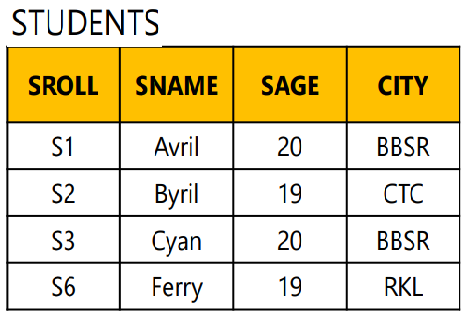 STUDENTS
SROLL SNAME SAGE CITY
S1 Avril 20 BBSR
S2 Byril 19 CTC
S3 Cyan 20 BBSR
S6 Ferry 19 RKL